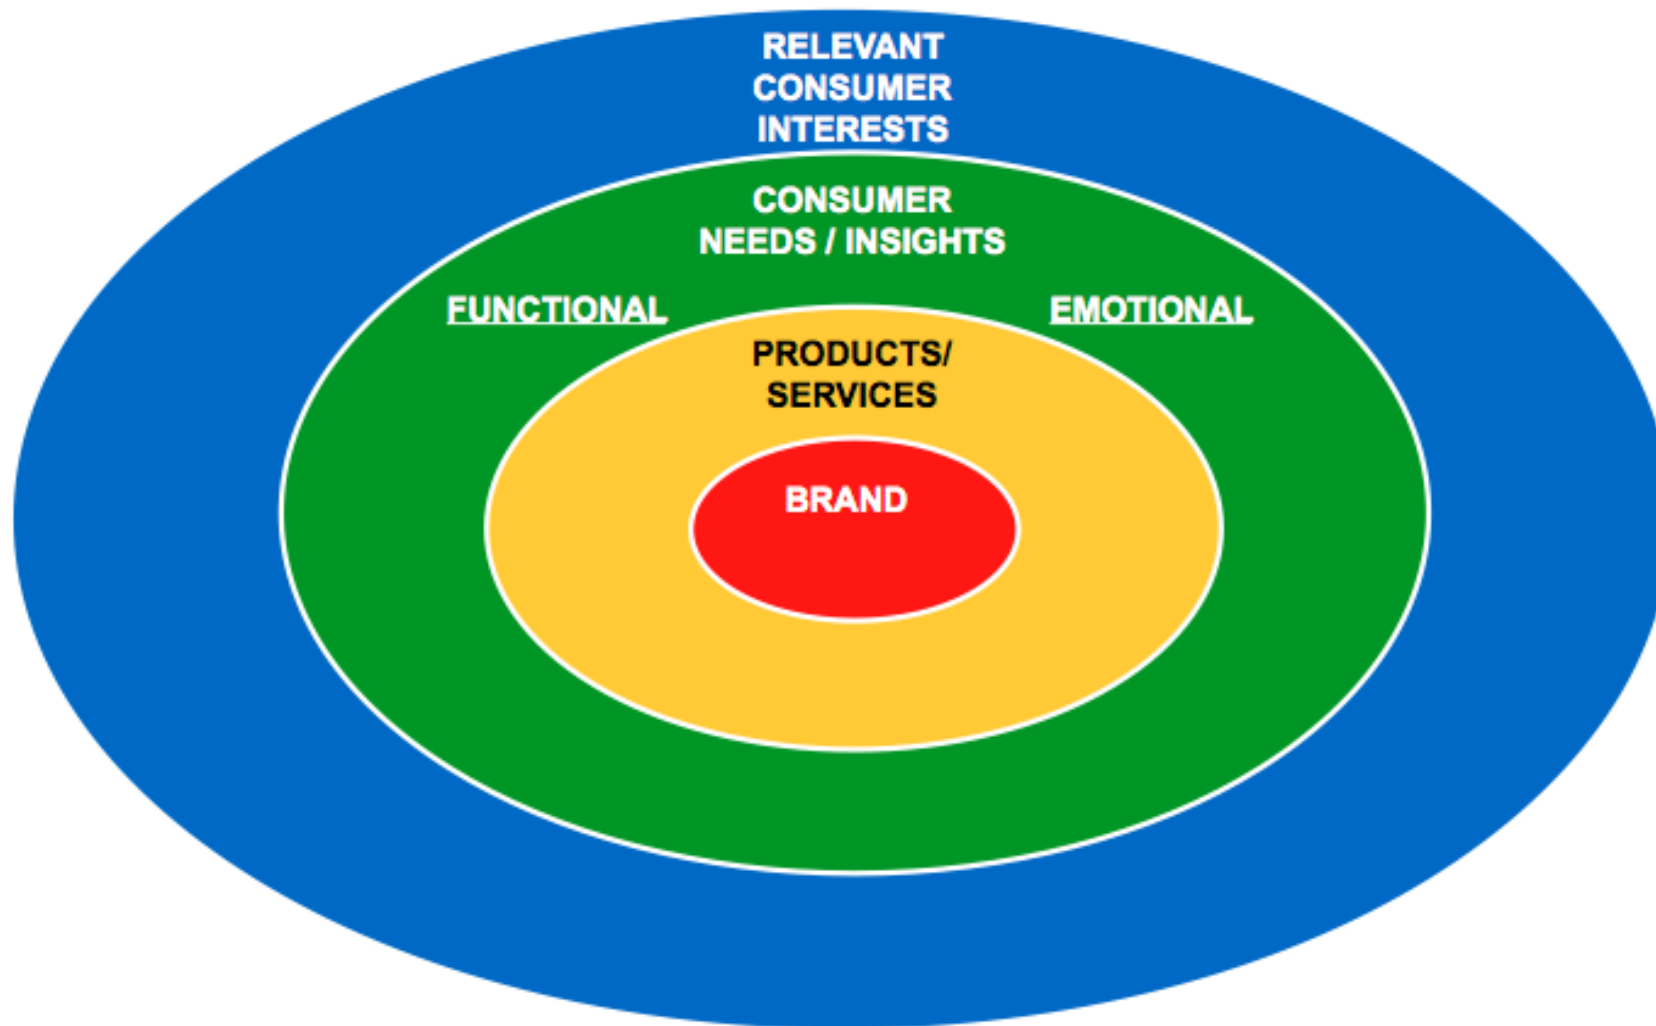 RELEVANT
CONSUMER
INTERESTS
CONSUMER
NEEDS / INSIGHTS
FUNCTIONAL
EMOTIONAL
PRODUCTS/
SERVICES
BRAND